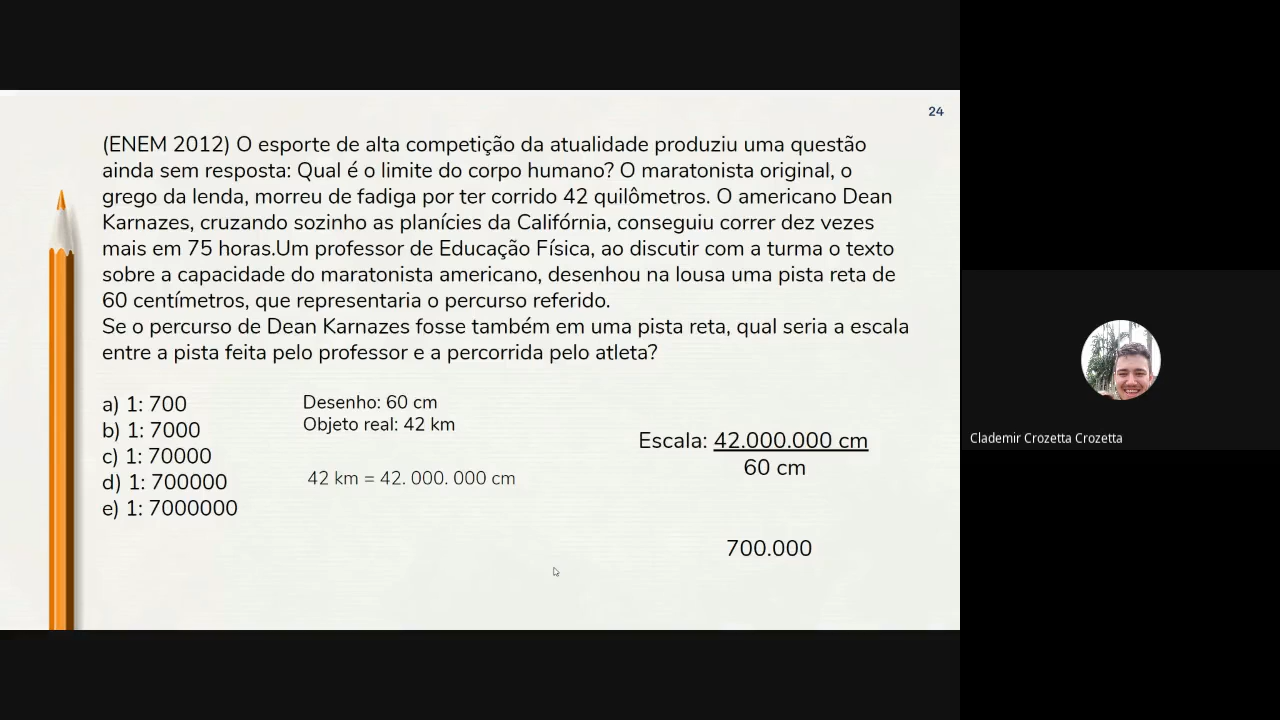 24
(ENEM 2012) O esporte de alta competição da atualidade produziu uma questão
ainda sem resposta: Qual é o limite do corpo humano? O maratonista original, o
grego da lenda, morreu de fadiga por ter corrido 42 quilômetros. O americano Dean
Karnazes, cruzando sozinho as planícies da Califórnia, conseguiu correr dez vezes
mais em 75 horas.Um professor de Educação Física, ao discutir com a turma o texto
sobre a capacidade do maratonista americano, desenhou na lousa uma pista reta de
60 centímetros, que representaria o percurso referido.
Se o percurso de Dean Karnazes fosse também em uma pista reta, qual seria a escala
entre a pista feita pelo professor e a percorrida pelo atleta?
a) 1: 700
b) 1: 7000
c) 1: 70000
d) 1: 700000
e) 1: 7000000
Desenho: 60 cm
Objeto real: 42 km
42 km = 42. 000. 000 cm
Escala: 42.000.000 cm
60 cm
700.000
Clademir Crozetta Crozetta